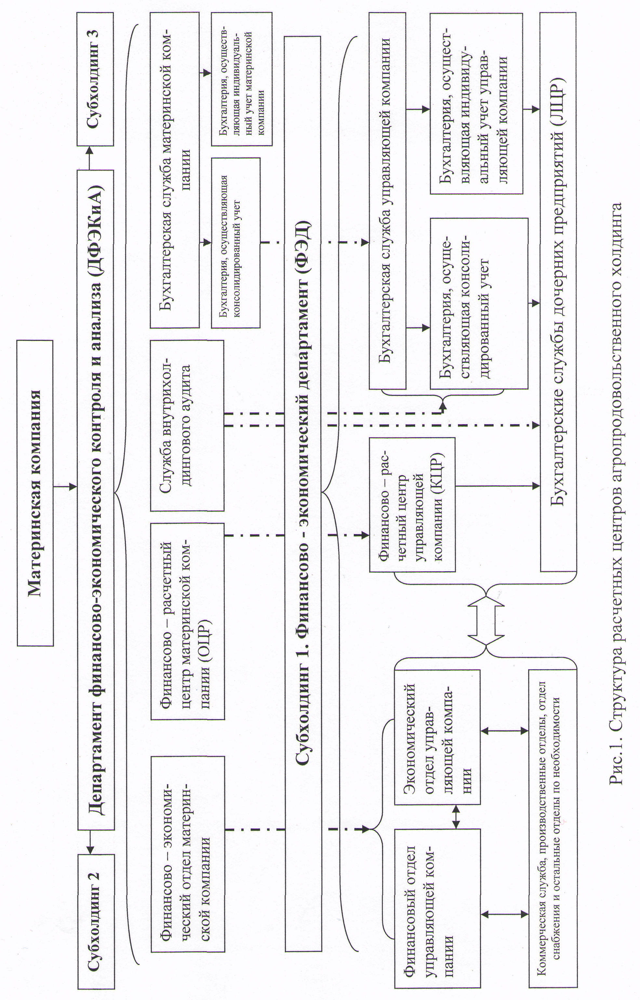 Материнская компания
Субхолдинг 2
Департамент финансово-экономического контроля и анализа (ДФЭКиА)
Субхолдинг 3
Финансово – экономи-
ческий отдел материн-
ской компании
Финансово – расчетный
центр материнской ком-
пании (ОЦР)
Служба внутрихол-
дингового аудита
Бухгалтерская служба материнской ком-
пании
Бухгалтерия, осуществляющая
консолидированный учет
Бухгалтерия, осуществ-
ляющая индивидуаль-
ный учет материнской
компании
Субхолдинг 1. Финансово - экономический департамент (ФЭД)
Финансовый отдел
управляющей ком-
пании
Экономический
отдел управ-
ляющей компа-
нии
Финансово – рас-
четный центр
управляющей
компании (КЦР)
Бухгалтерская служба управляющей компании
Бухгалтерия, осуще-
ствляющая консоли-
дированный учет
Бухгалтерия, осущест-
вляющая индивиду-
альный учет управ-
ляющей компании
Коммерческая служба, производственные отделы, отдел
снабжения и остальные отделы по необходимости
Бухгалтерские службы дочерних предприятий (ЛЦР)
Рис.1. Структура расчетных центров агропродовольственного холдинга